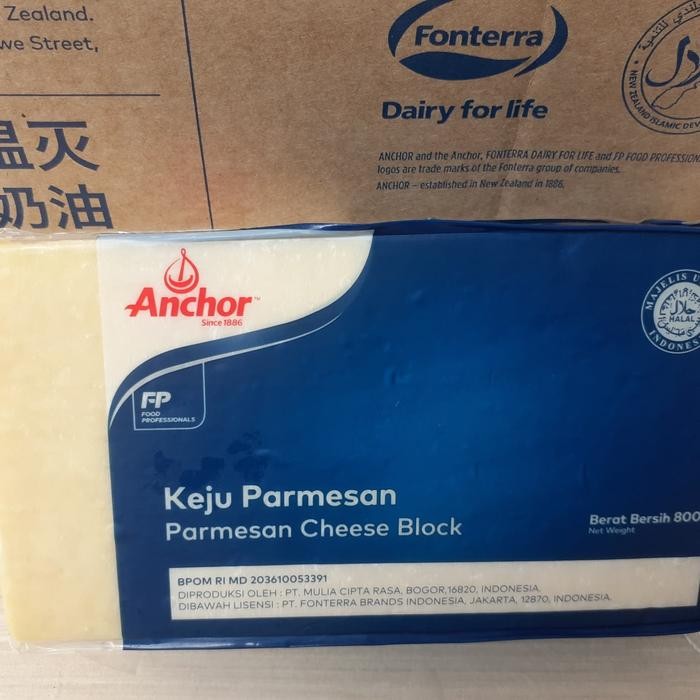 Zealand.
we Street,
温灭
奶油
Fonterra
Dairy for life
ANCHOR and the Anchor, FONTERRA DAIRY FOR LIFE and FP FOOD PROFESSION
logos are trade marks of the Fonterra group of companies.
ANCHOR – established in New Zealand in 1886.
NEW ZEALAND ISLAMIC DEV
Anchor™
Since 1886
FP
FOOD
PROFESSIONALS
MAJELIS U
حلال
HALAL
INDONES
Keju Parmesan
Parmesan Cheese Block
Berat Bersih 800
Net Weight
BPOM RI MD 203610053391
DIPRODUKSI OLEH : PT. MULIA CIPTA RASA, BOGOR,16820, INDONESIA.
DIBAWAH LISENSI : PT. FONTERRA BRANDS INDONESIA, JAKARTA, 12870, INDONESIA.